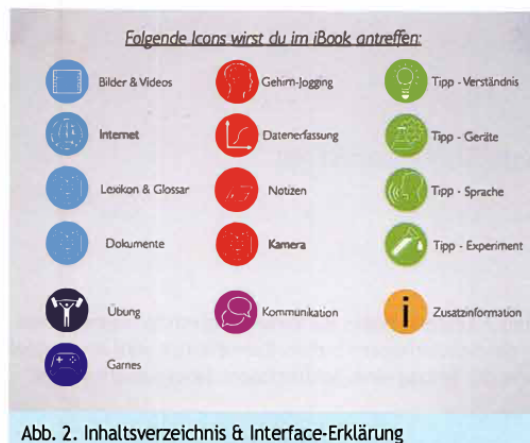 Folgende Icons wirst du im iBook antreffen:
Bilder & Videos
Gehirn-Jogging
Tipp - Verständnis
Internet
Datenerfassung
Tipp - Geräte
Lexikon & Glossar
Notizen
Tipp - Sprache
Dokumente
Kamera
Tipp - Experiment
Übung
Kommunikation
i
Zusatzinformation
Games
Abb. 2. Inhaltsverzeichnis & Interface-Erklärung